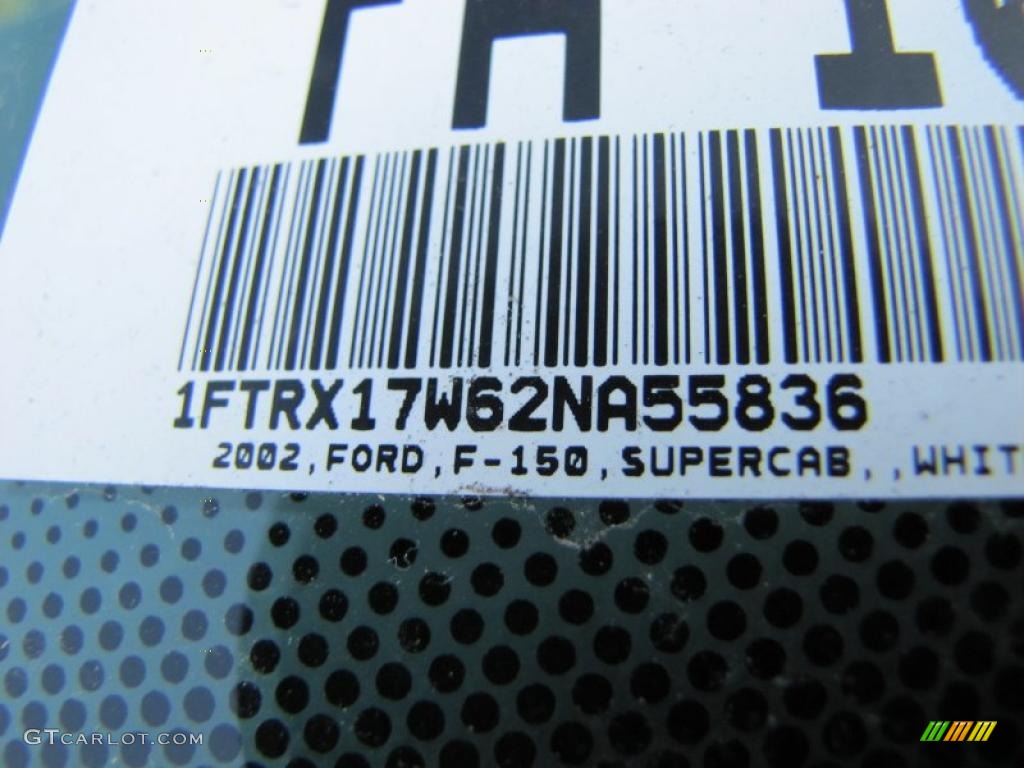 1FTRX17W62NA55836
2002,FORD,F-150,SUPERCAB,,WHIT
GTCARLOT.COM